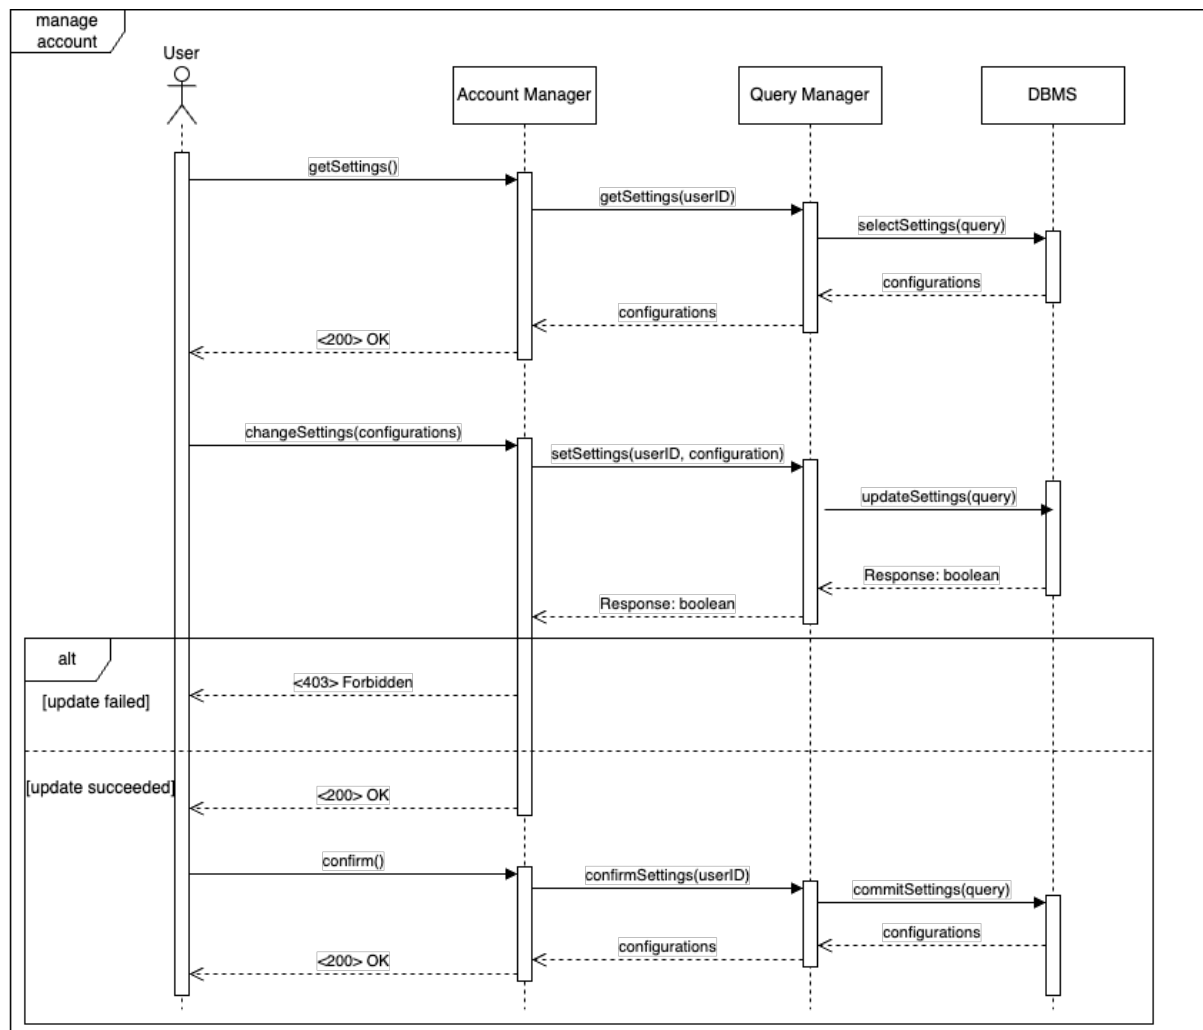 manage
account
User
Account Manager
Query Manager
DBMS
getSettings()
getSettings(userID)
selectSettings(query)
configurations
configurations
<200> OK
changeSettings(configurations)
setSettings(userID, configuration)
updateSettings(query)
Response: boolean
Response: boolean
alt
<403> Forbidden
[update failed]
[update succeeded]
<200> OK
confirm()
confirmSettings(userID)
commitSettings(query)
configurations
configurations
<200> OK